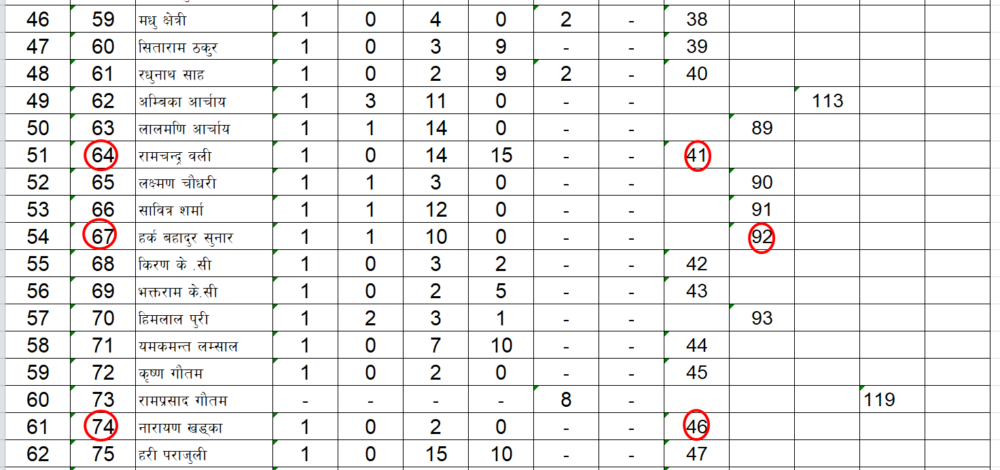 46 59 मधु क्षेत्री 1 0 4 0 2 - 38
47 60 सिताराम ठकुर 1 0 3 9 - - 39
48 61 रधुनाथ साह 1 0 2 9 2 - 40
49 62 अम्बिका आर्चाय 1 3 11 0 - - 113
50 63 लालमणि आर्चाय 1 1 14 0 - - 89
51 64 रामचन्द्र वली 1 0 14 15 - - 41
52 65 लक्ष्मण चौधरी 1 1 3 0 - - 90
53 66 सावित्र शर्मा 1 1 12 0 - - 91
54 67 हर्क बहादुर सुनार 1 1 10 0 - - 92
55 68 किरण के .सी 1 0 3 2 - - 42
56 69 भक्तराम के.सी 1 0 2 5 - - 43
57 70 हिमलाल पुरी 1 2 3 1 - - 93
58 71 यमकमन्त लम्साल 1 0 7 10 - - 44
59 72 कृष्ण गौतम 1 0 2 0 - - 45
60 73 रामप्रसाद गौतम - - - - 8 - 119
61 74 नारायण खड्का 1 0 2 0 - - 46
62 75 हरी पराजुली 1 0 15 10 - - 47